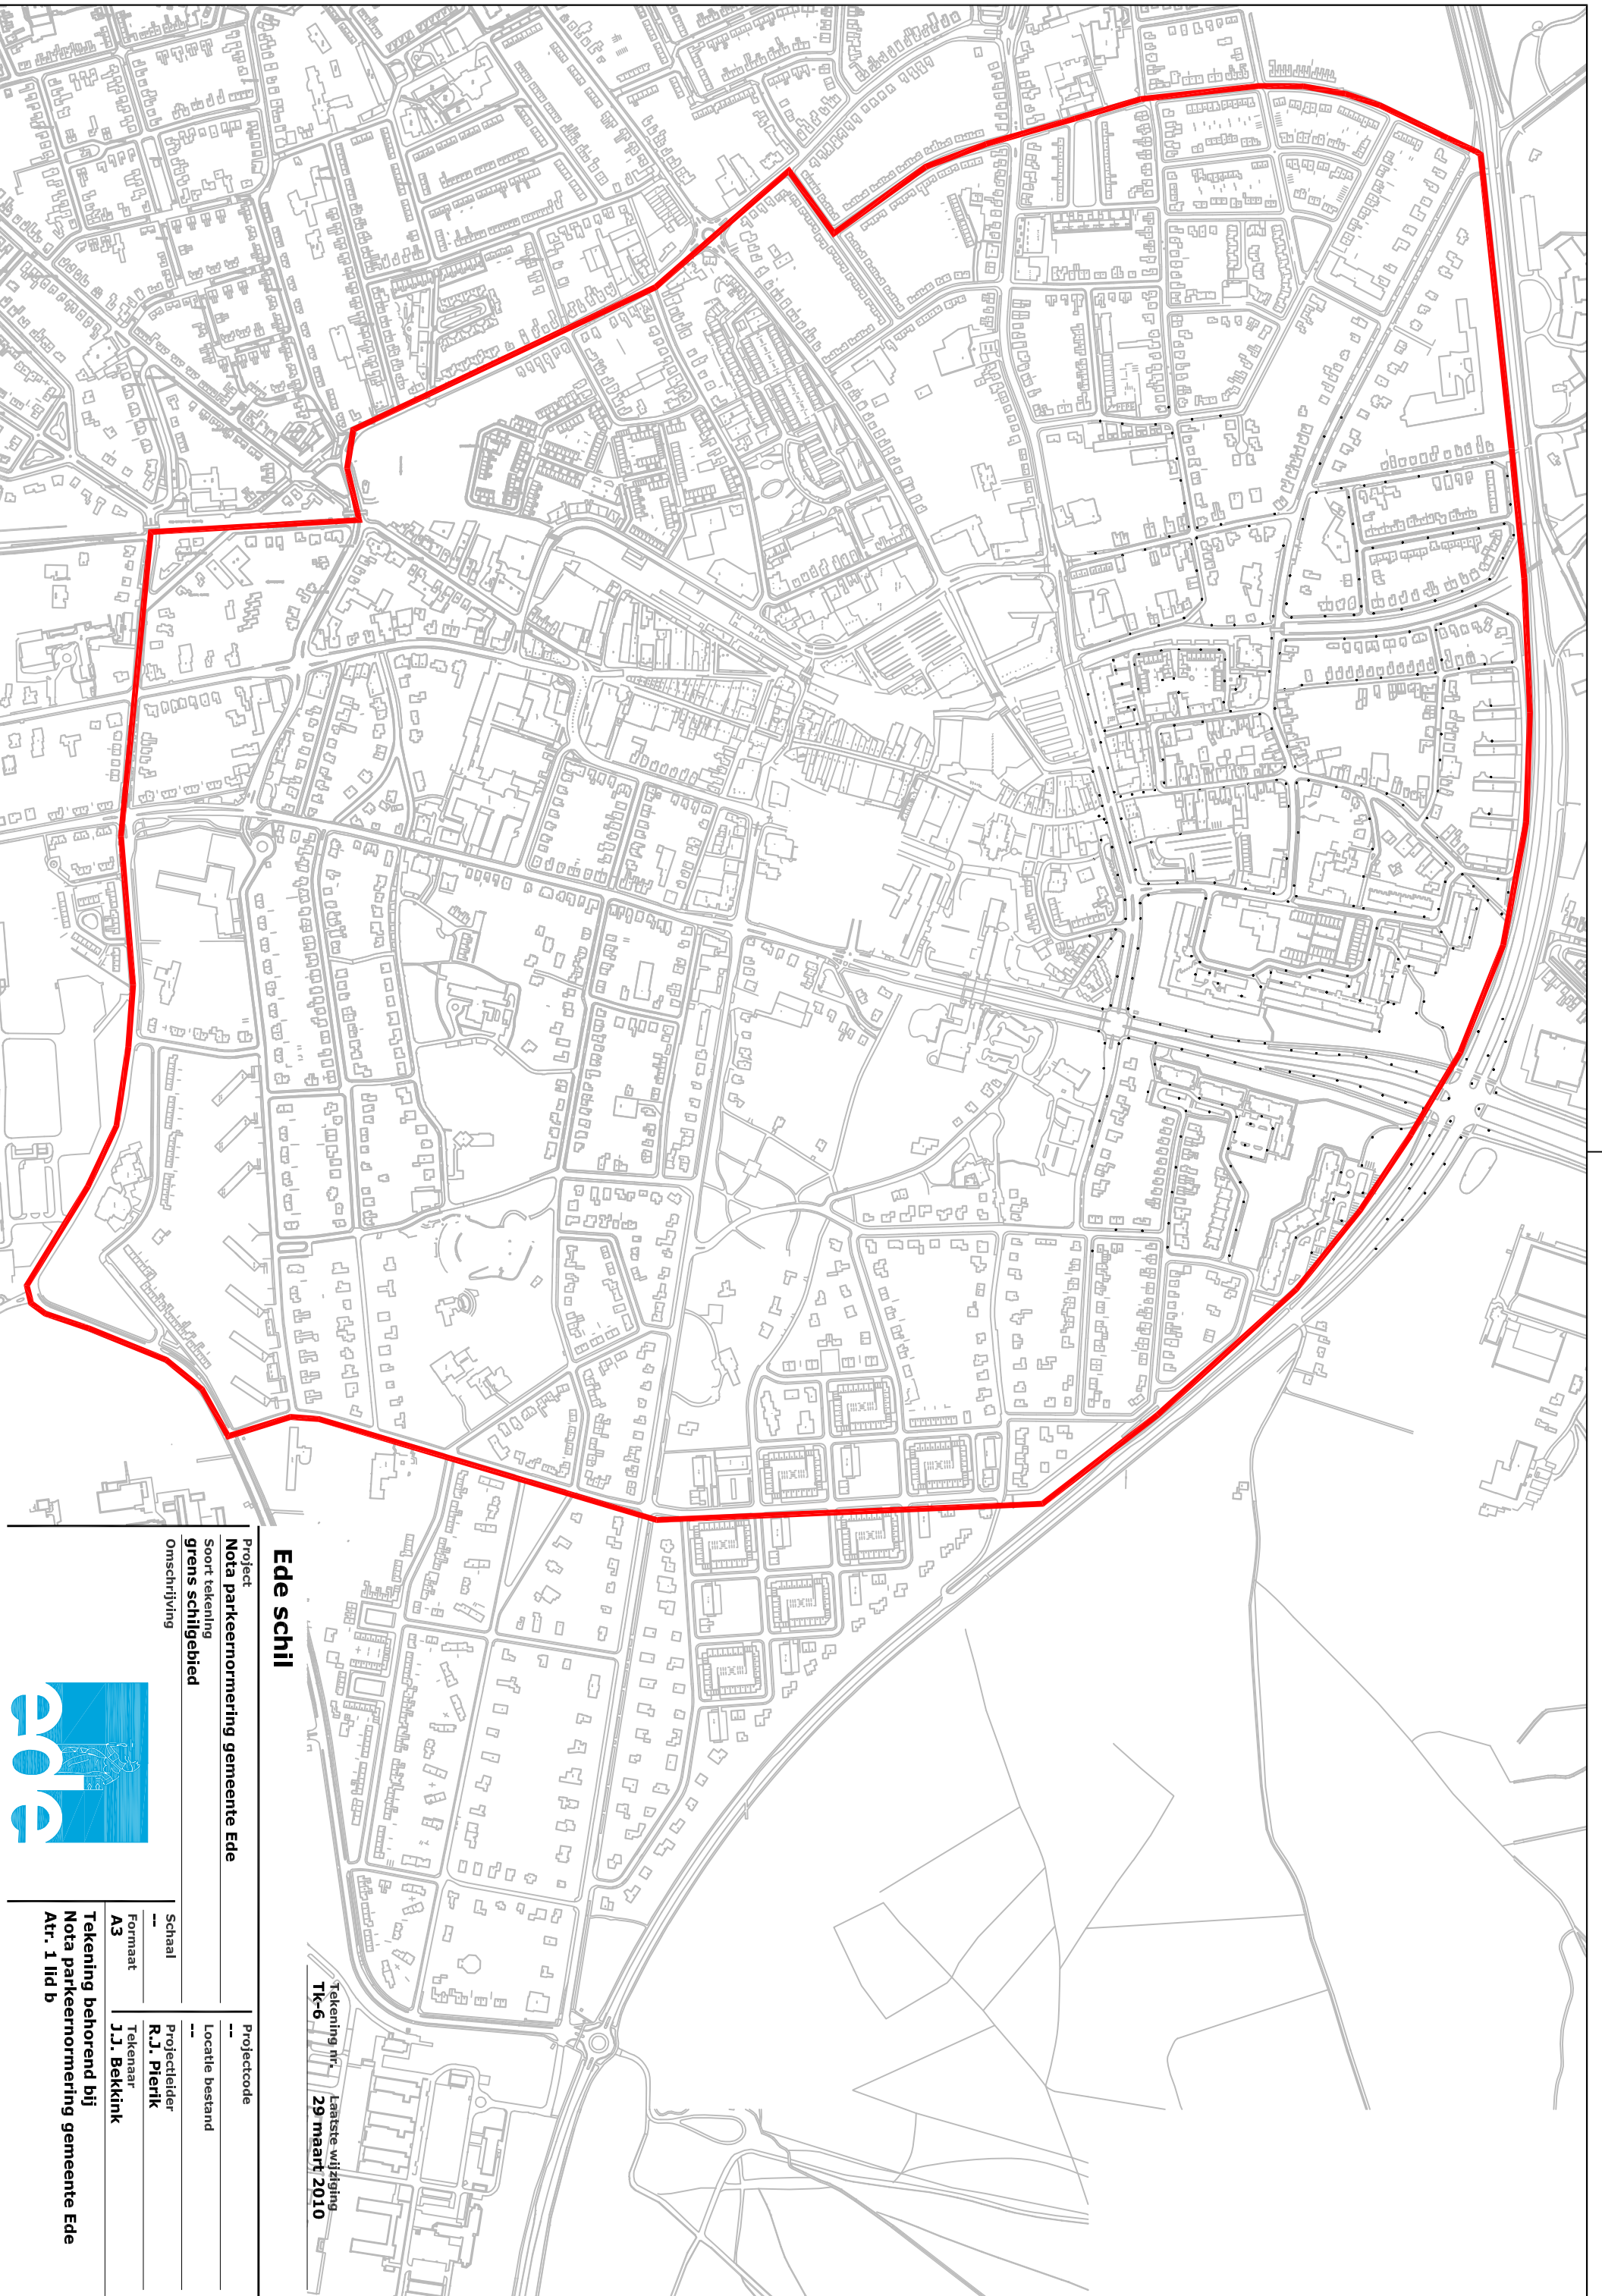 Ede schil
Tekening nr.
Tk-6
Laatste wijziging
29 maart 2010
Project
Nota parkeernormering gemeente Ede
Projectcode
--
Soort tekening
grens schilgebied
Locatie bestand
--
Omschrijving
Schaal
--
Projectleider
R.J. Pierik
Formaat
A3
Tekenaar
J.J. Bekkink
Tekening behorend bij
Nota parkeernormering gemeente Ede
Atr. 1 lid b
ede